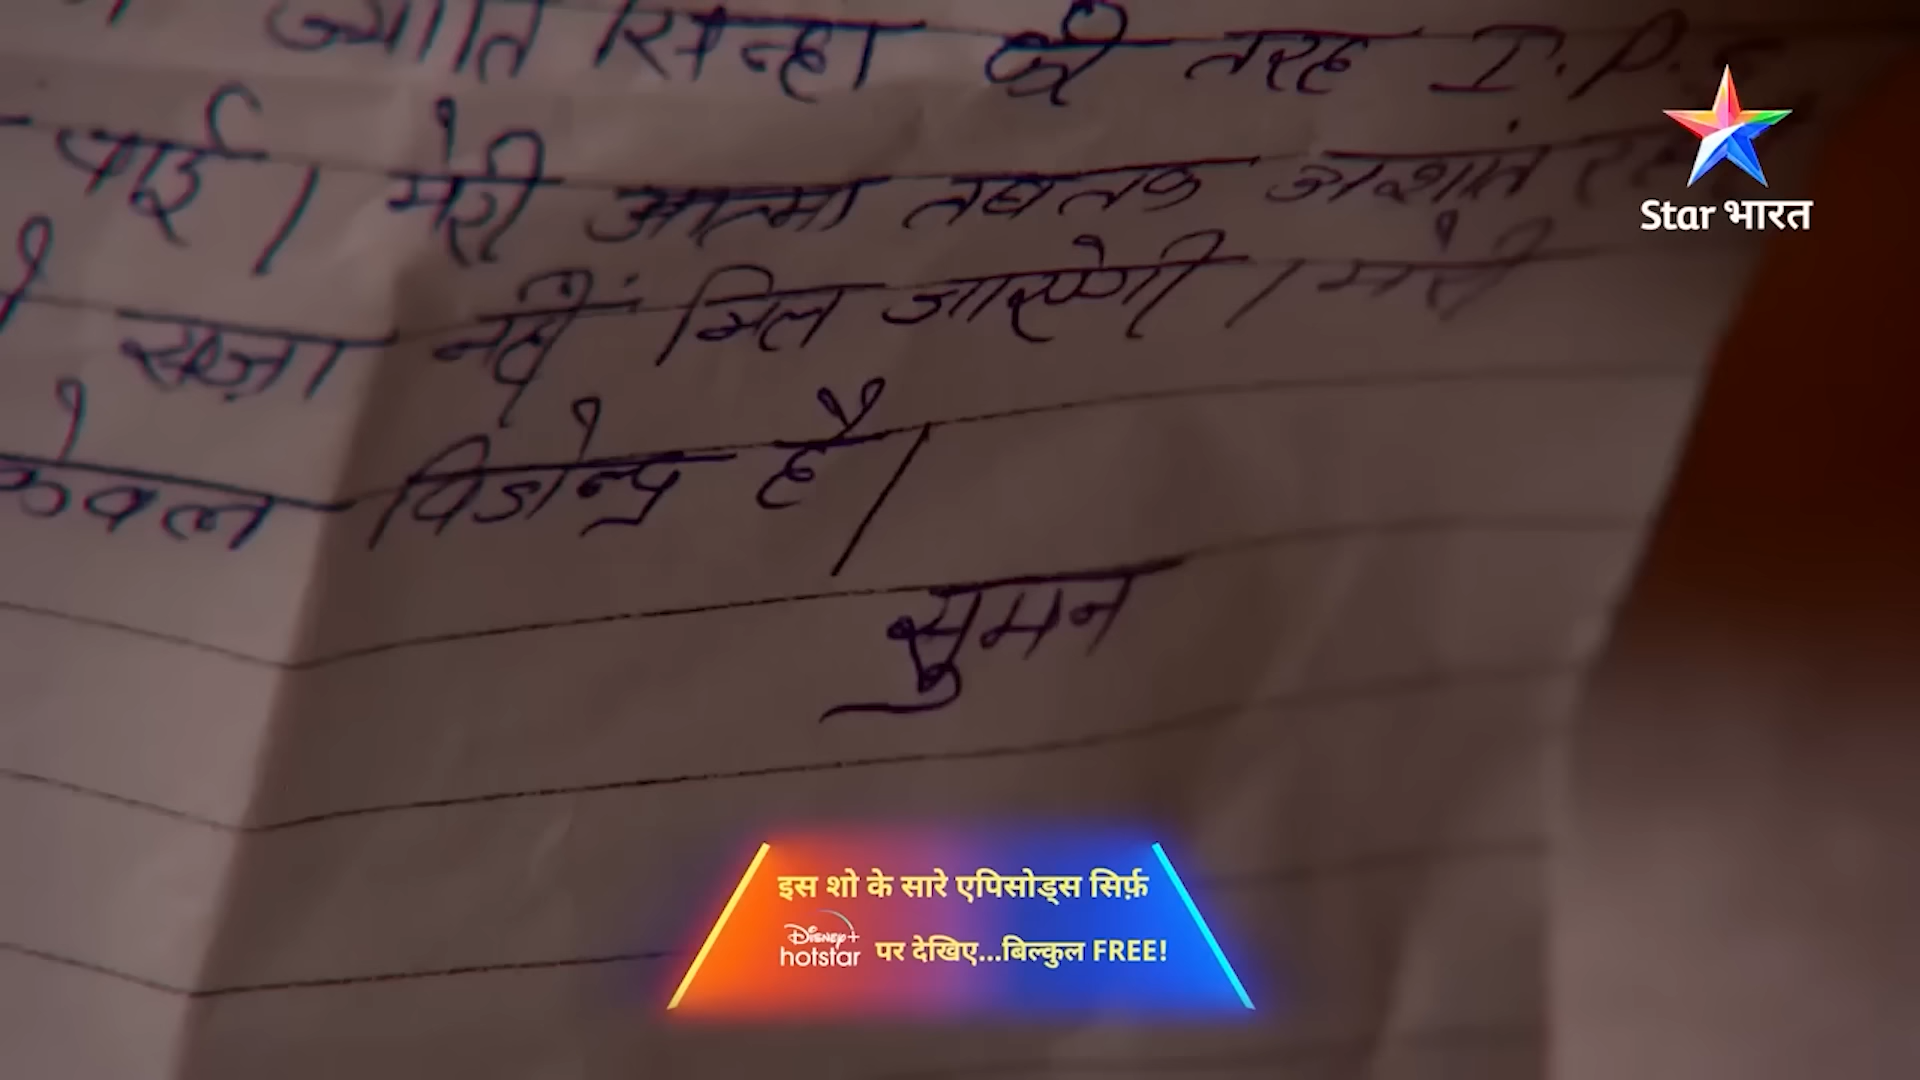 ज्योति सिन्हा की तरह I.P.S
पाई। मेरी आत्मा तबतक अशांत
सज़ा नहीं मिल जाएगी।
केवल विजेन्द्र है।
सुमन
Star भारत
इस शो के सारे एपिसोड्स सिर्फ़
Disney+ hotstar पर देखिए...बिल्कुल FREE!